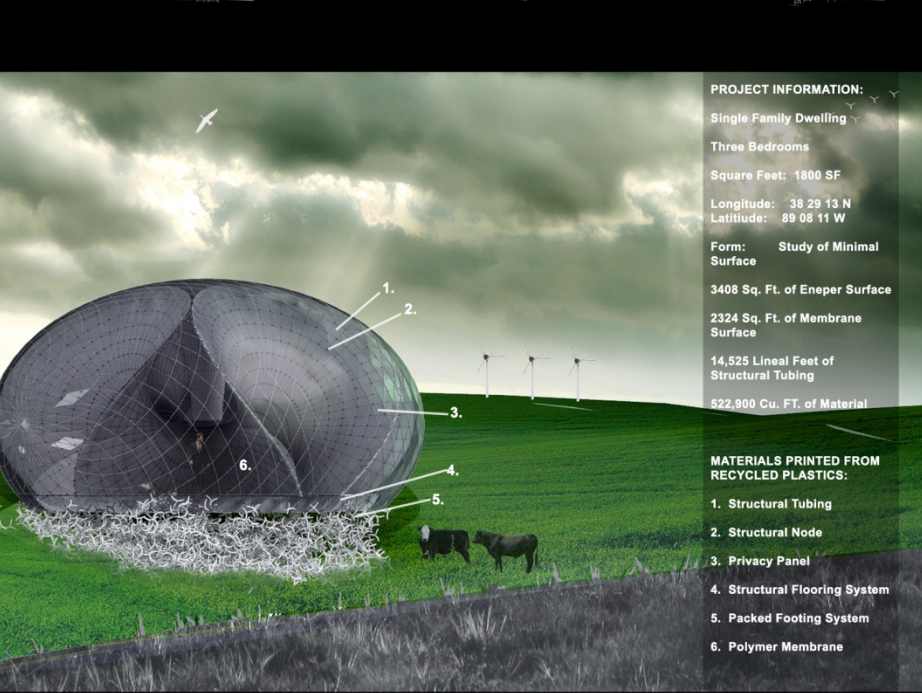 PROJECT INFORMATION:
Single Family Dwelling
Three Bedrooms
Square Feet: 1800 SF
Longitude: 38 29 13 N
Latitiude: 89 08 11 W
Form: Study of Minimal
Surface
3408 Sq. Ft. of Eneper Surface
2324 Sq. Ft. of Membrane
Surface
14,525 Lineal Feet of
Structural Tubing
522,900 Cu. FT. of Material
1.
2.
3.
6.
4.
5.
MATERIALS PRINTED FROM
RECYCLED PLASTICS:
1. Structural Tubing
2. Structural Node
3. Privacy Panel
4. Structural Flooring System
5. Packed Footing System
6. Polymer Membrane